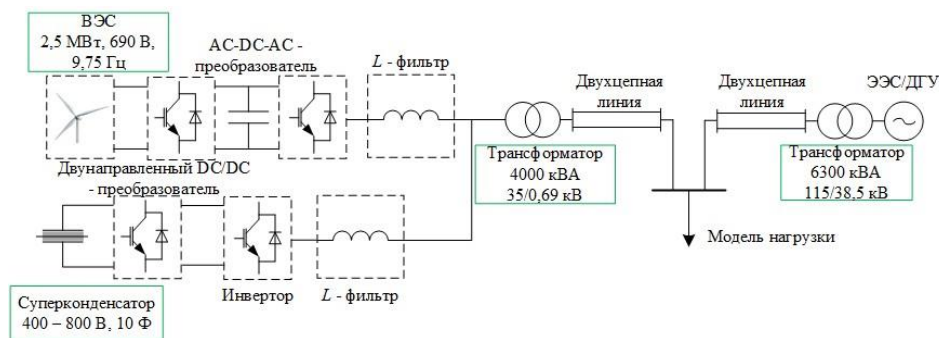 ВЭС
2,5 МВт, 690 В,
9,75 Гц
AC-DC-AC -
преобразователь
L - фильтр
Двухцепная
линия
Двухцепная
линия
ЭЭС/ДГУ
Трансформатор
4000 кВА
35/0,69 кВ
Трансформатор
6300 кВА
115/38,5 кВ
Двунаправленный DC/DC
- преобразователь
Модель нагрузки
Инвертор
L - фильтр
Суперконденсатор
400 – 800 В, 10 Ф